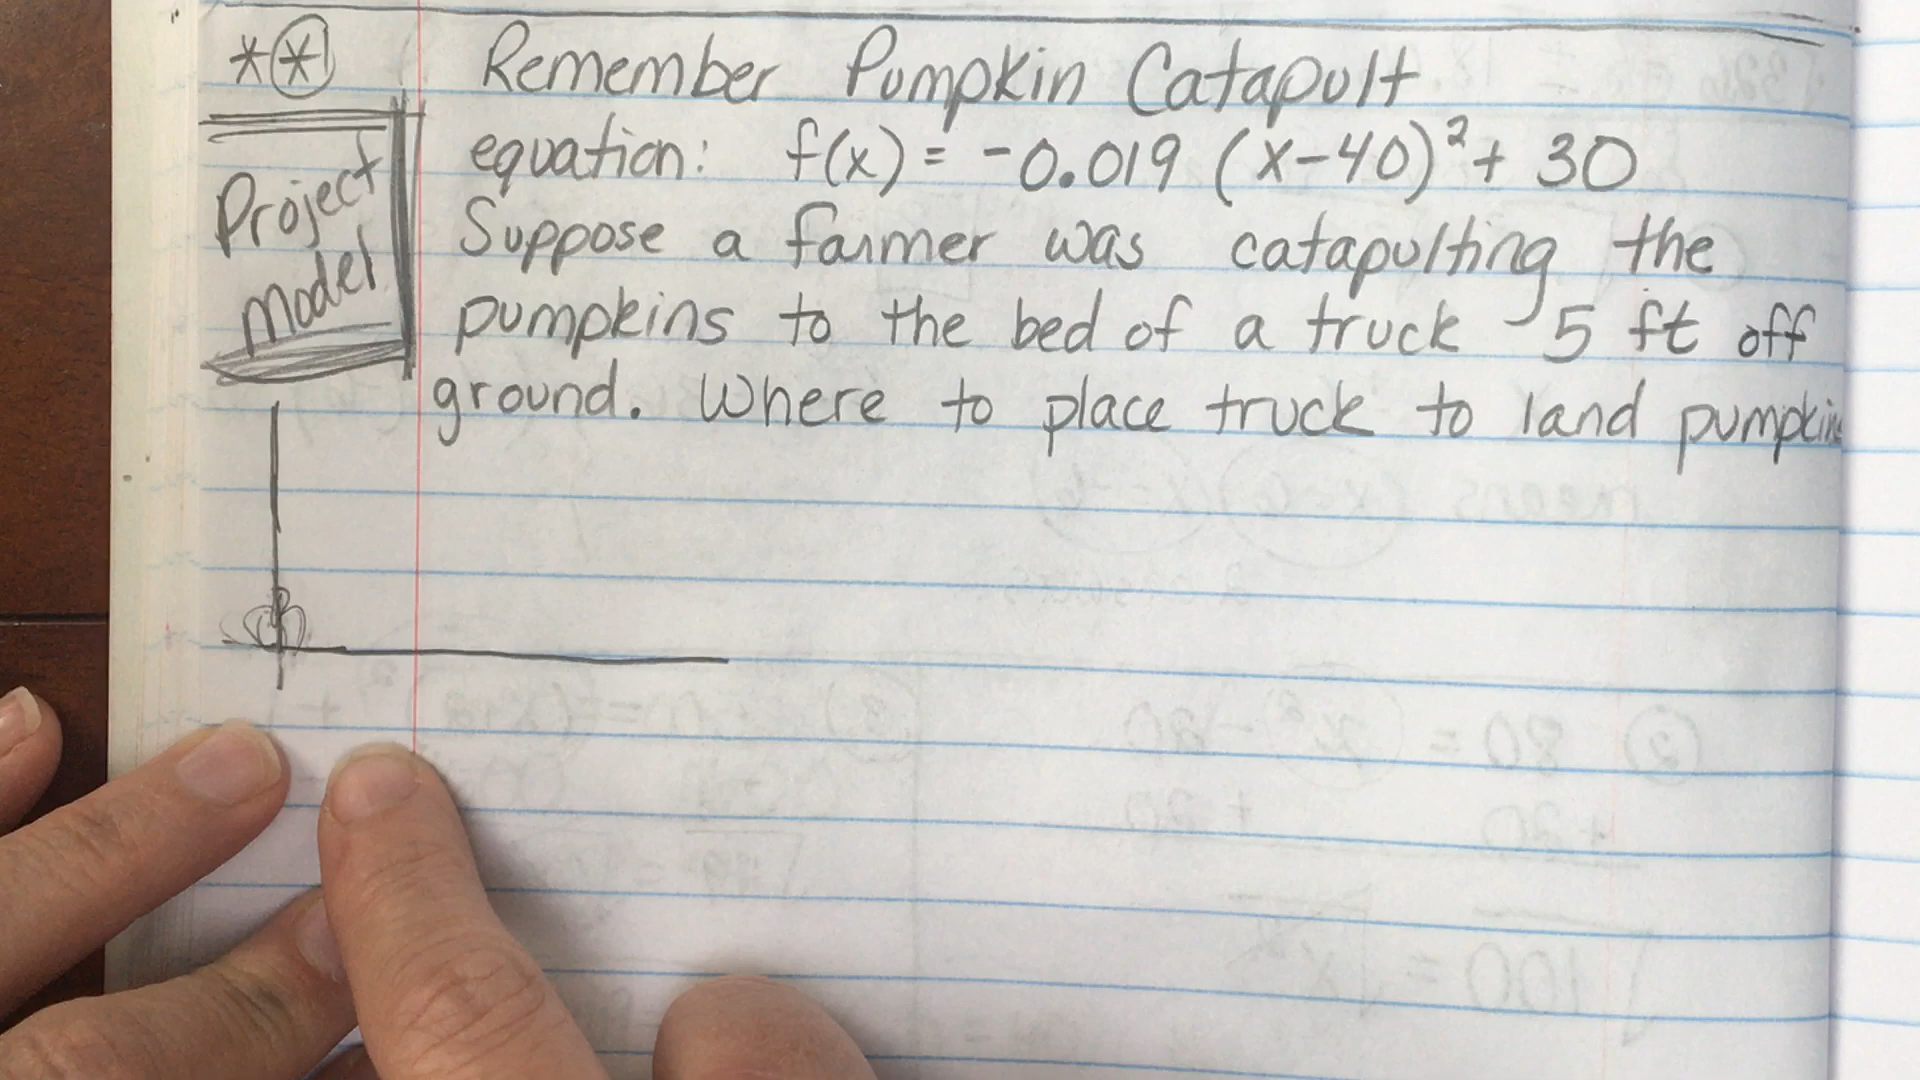 ** Remember Pumpkin Catapult
equation: f(x) = -0.019 (x-40)² + 30
Project
Model
Suppose a farmer was catapulting the
pumpkins to the bed of a truck 5 ft off
ground. Where to place truck to land pumpkins